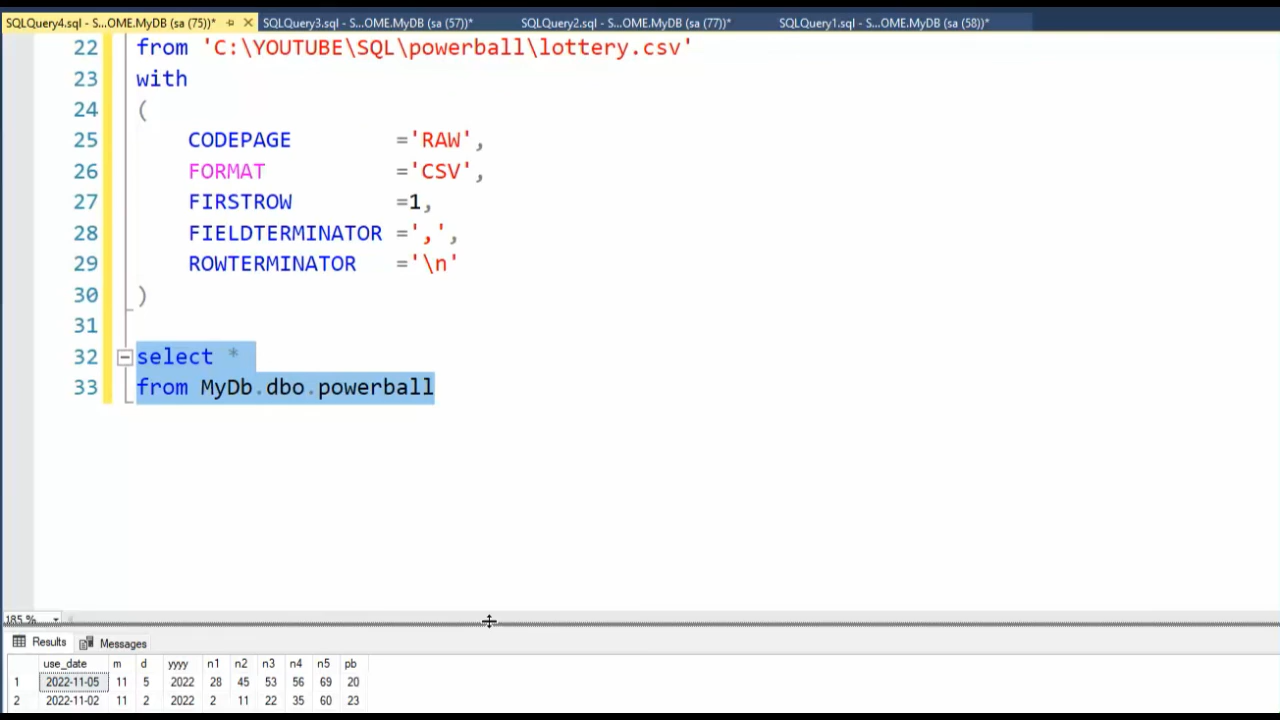 SQLQuery4.sql - S...OME.MyDB (sa (75))* SQLQuery3.sql - S...OME.MyDB (sa (57))* SQLQuery2.sql - S...OME.MyDB (sa (77))* SQLQuery1.sql - S...OME.MyDB (sa (58))*
22 from 'C:\YOUTUBE\SQL\powerball\lottery.csv'
23 with
24 (
25 CODEPAGE ='RAW',
26 FORMAT ='CSV',
27 FIRSTROW =1,
28 FIELDTERMINATOR =',',
29 ROWTERMINATOR ='\n'
30 )
31
32 select *
33 from MyDb.dbo.powerball
185 %
Results Messages
use_date m d yyyy n1 n2 n3 n4 n5 pb
1 2022-11-05 11 5 2022 28 45 53 56 69 20
2 2022-11-02 11 2 2022 2 11 22 35 60 23